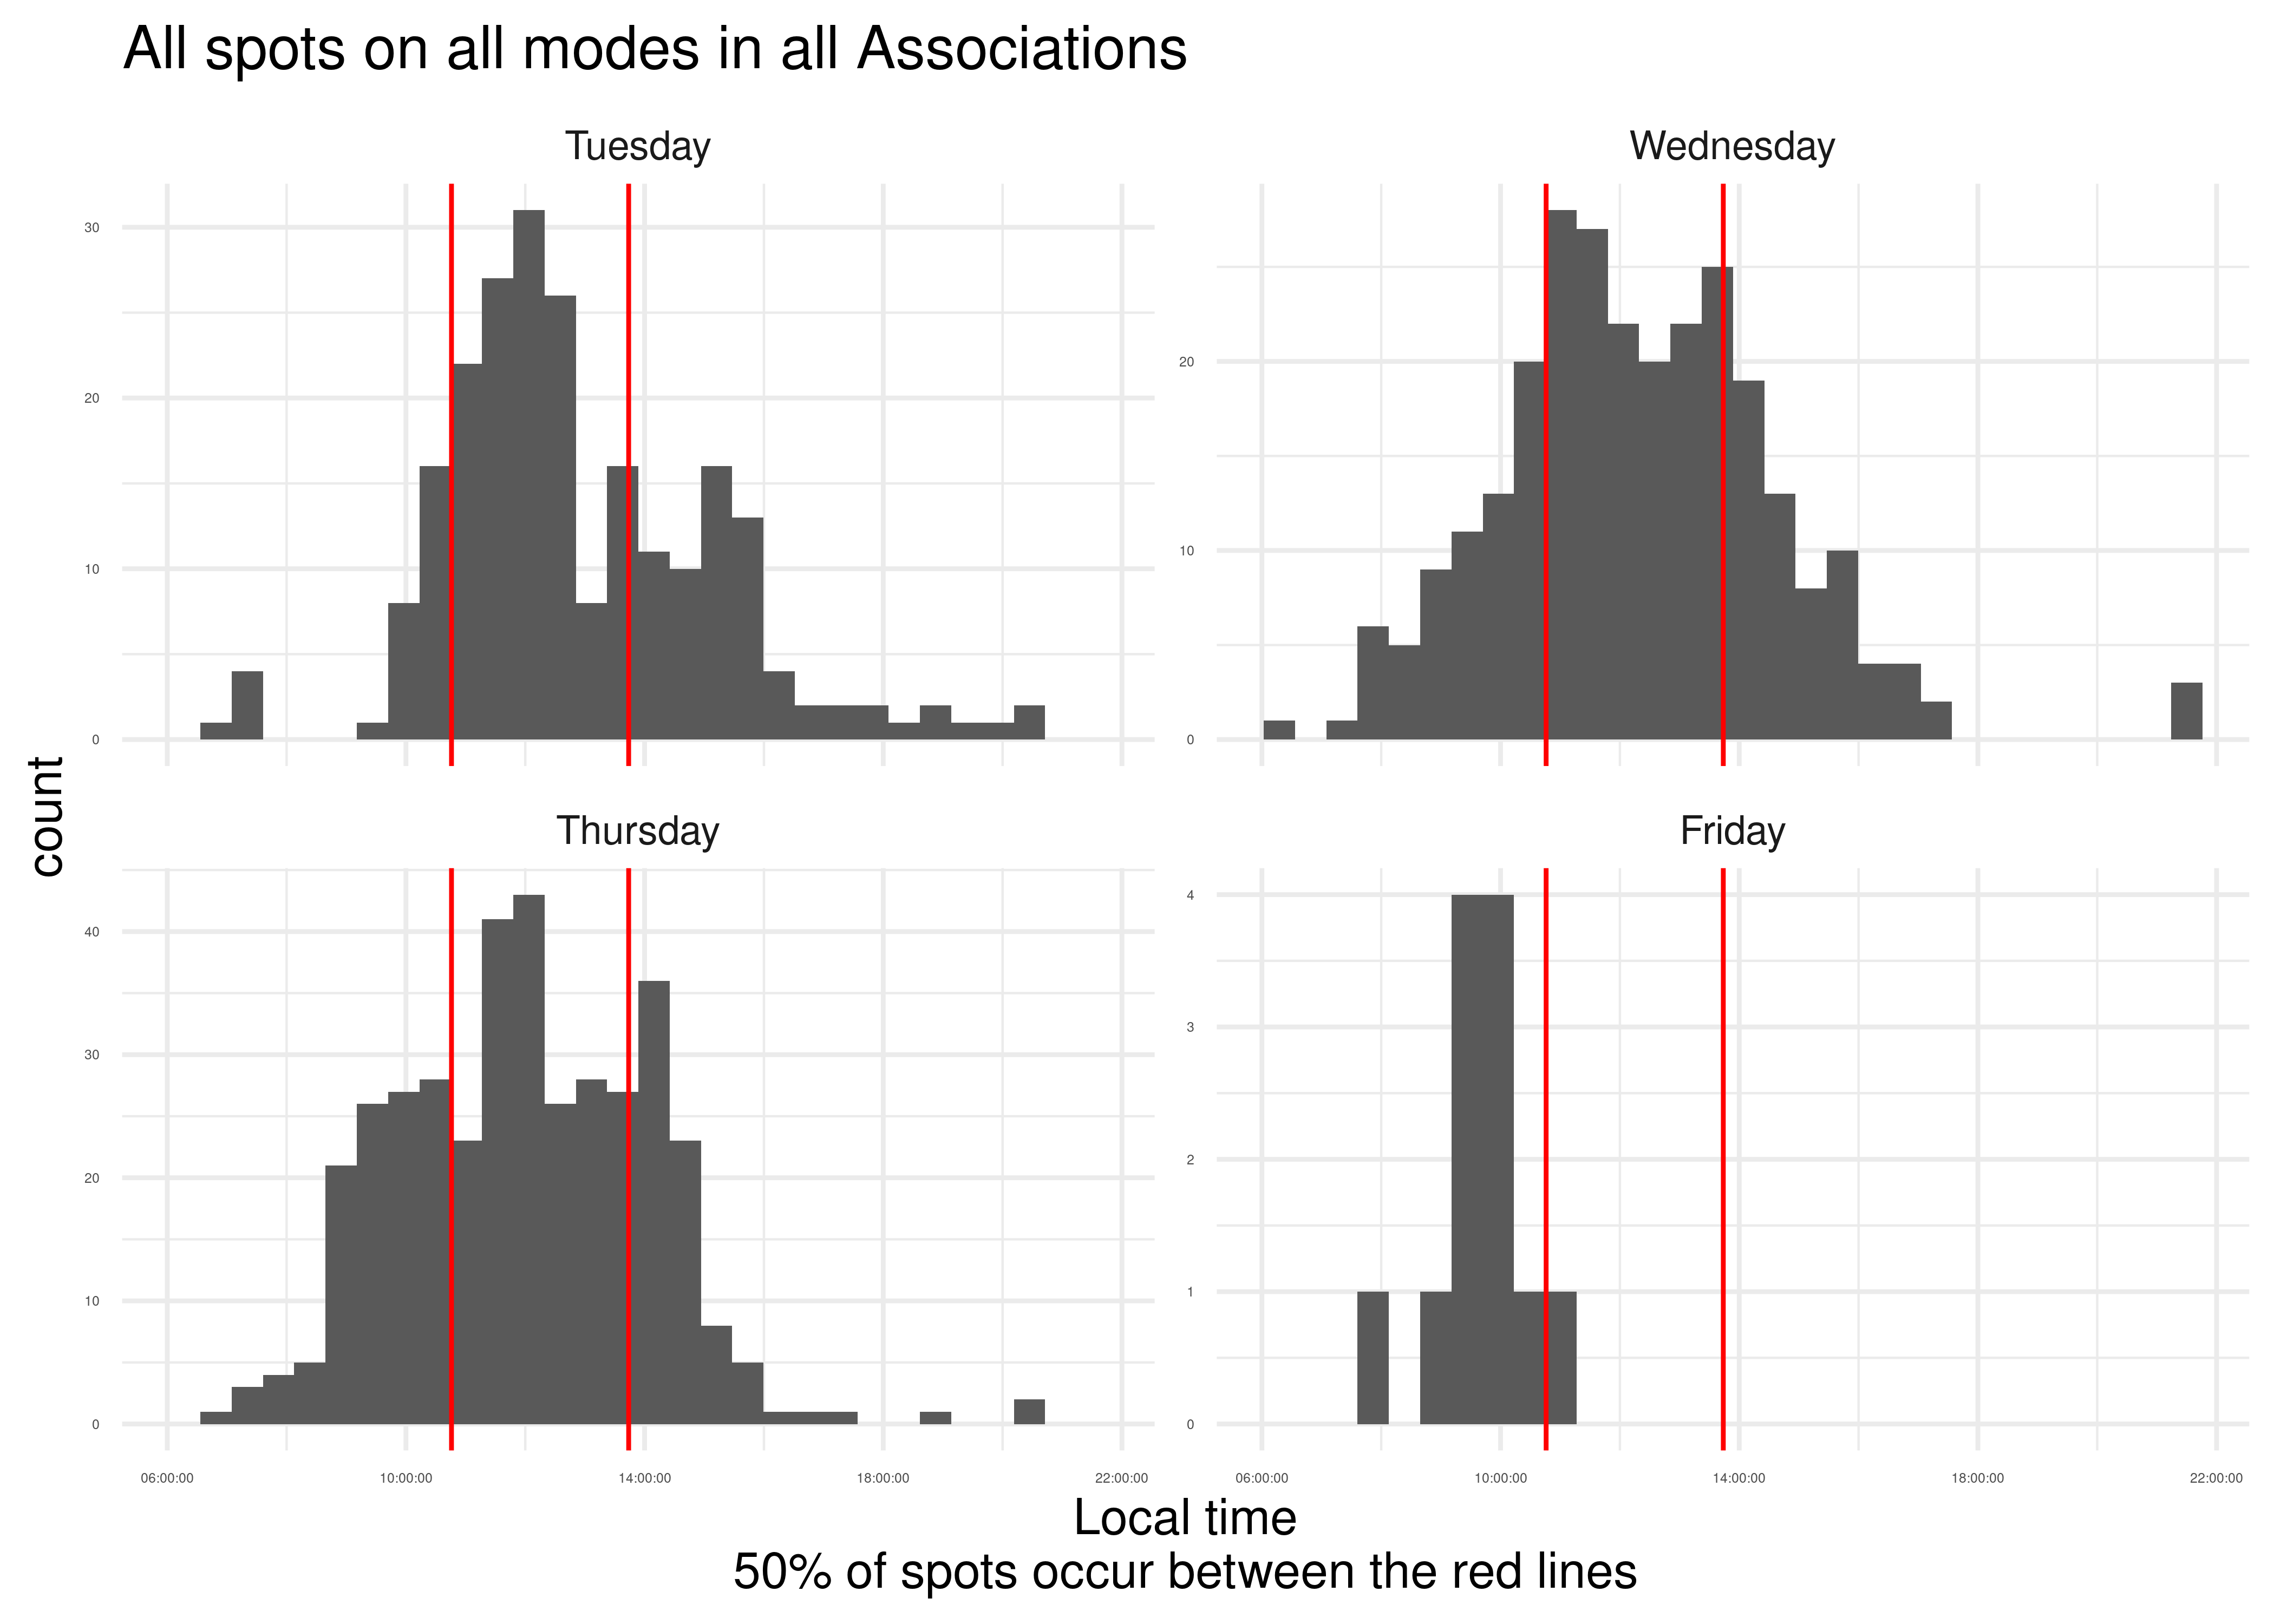 All spots on all modes in all Associations
Tuesday
Wednesday
30
20
10
0
20
10
0
count
Thursday
Friday
40
30
20
10
0
4
3
2
1
0
06:00:00 10:00:00 14:00:00 18:00:00 22:00:00
06:00:00 10:00:00 14:00:00 18:00:00 22:00:00
Local time
50% of spots occur between the red lines